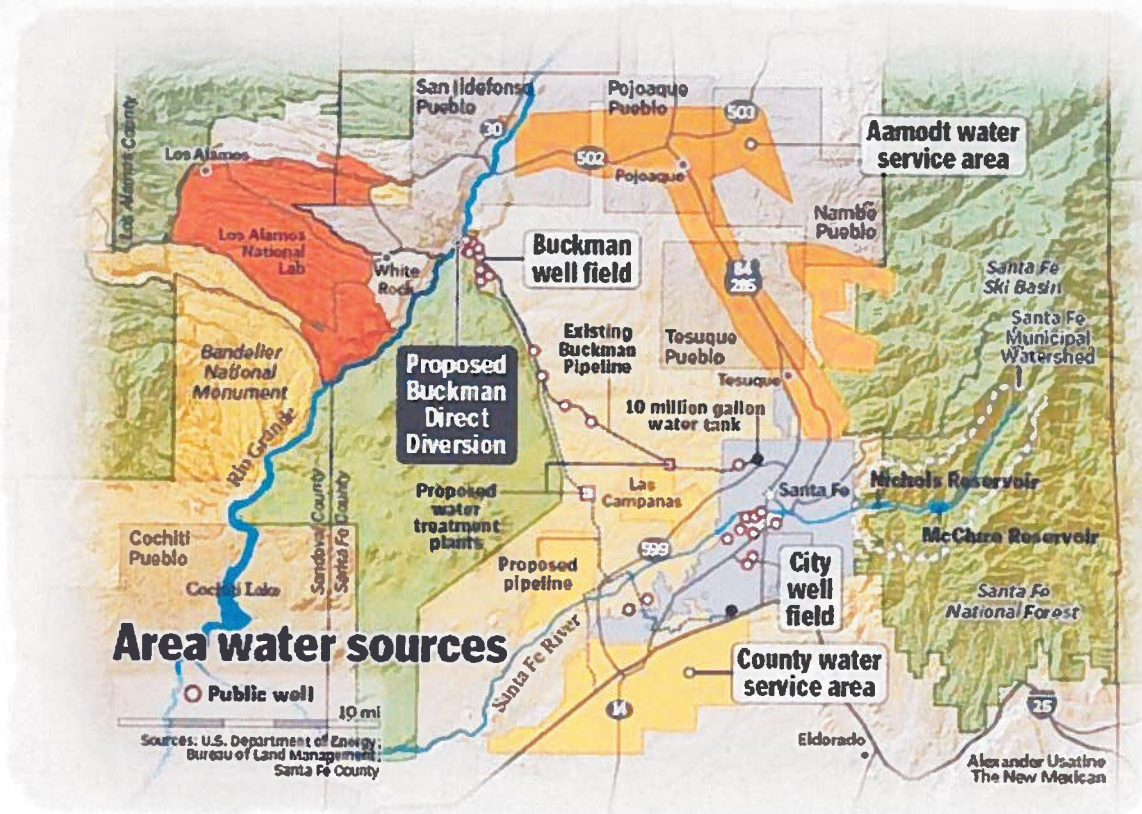 San Ildefonso
Pueblo
Pojoaque
Pueblo
30
502
503
Aamodt water
service area
Los Alamos County
Los Alamos
Pojoaque
Los Alamos
National
Lab
White
Rock
Buckman
well field
Nambe
Pueblo
84
285
Santa Fe
Ski Basin
Santa Fe
Municipal
Watershed
Bandelier
National
Monument
Proposed
Buckman
Direct
Diversion
Existing
Buckman
Pipeline
Tesuque
Pueblo
Tesuque
10 million gallon
water tank
Rio Grande
Proposed
water
treatment
plants
Las
Campanas
Santa Fe
Nichols Reservoir
McClure Reservoir
Cochiti
Pueblo
Sandoval County
Santa Fe County
599
Proposed
pipeline
City
well
field
Santa Fe
National Forest
Cochiti Lake
Area water sources
Santa Fe River
County water
service area
Public well
10 mi
14
25
Sources: U.S. Department of Energy;
Bureau of Land Management;
Santa Fe County
Eldorado
Alexander Usatine
The New Mexican